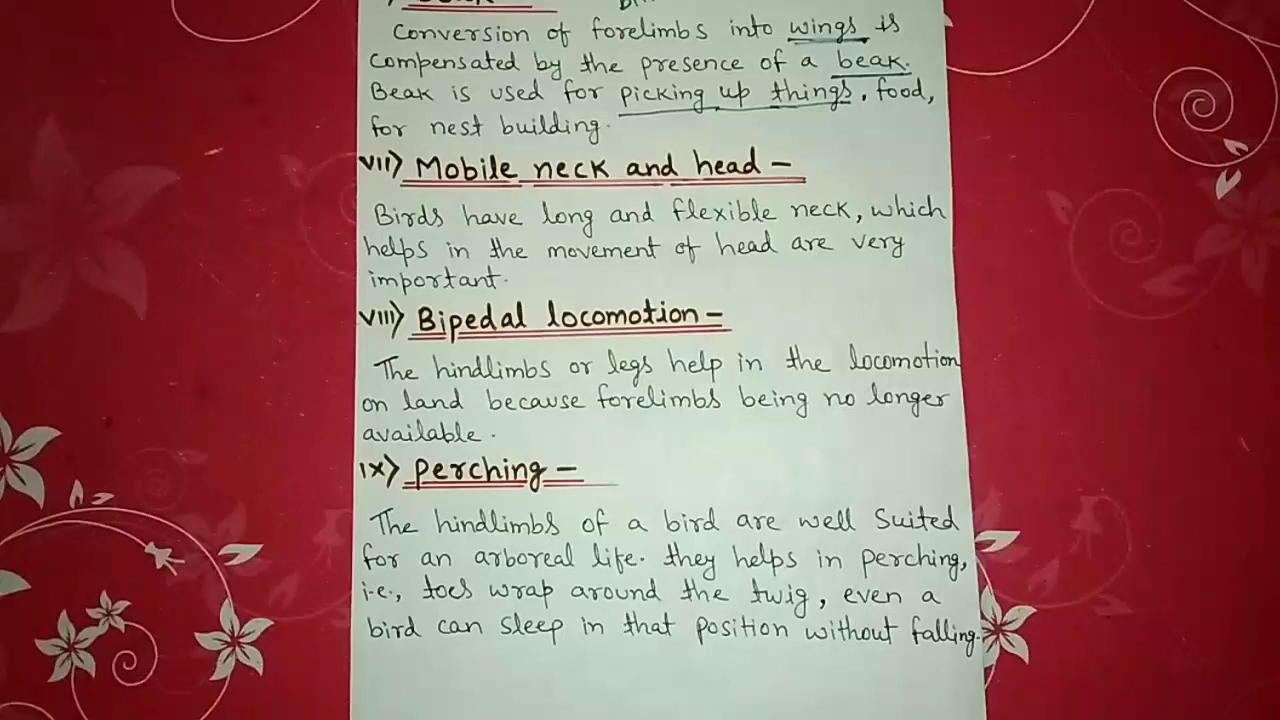 Conversion of forelimbs into wings is
compensated by the presence of a beak.
Beak is used for picking up things, food,
for nest building.
VII) Mobile neck and head -
Birds have long and flexible neck, which
helps in the movement of head are very
important.
VIII) Bipedal locomotion -
The hindlimbs or legs help in the locomotion
on land because forelimbs being no longer
available.
IX) Perching -
The hindlimbs of a bird are well suited
for an arboreal life. they helps in perching,
i.e., toes wrap around the twig, even a
bird can sleep in that position without falling.